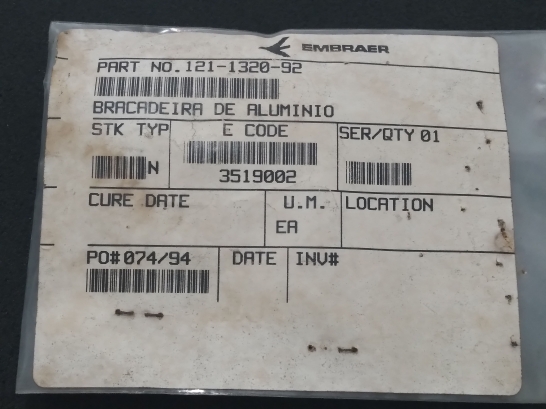 EMBRAER
PART NO. 121-1320-92
BRACADEIRA DE ALUMINIO
STK TYP E CODE SER/QTY 01
N
3519002
CURE DATE U.M. LOCATION
EA
PO# 074/94 DATE INV#